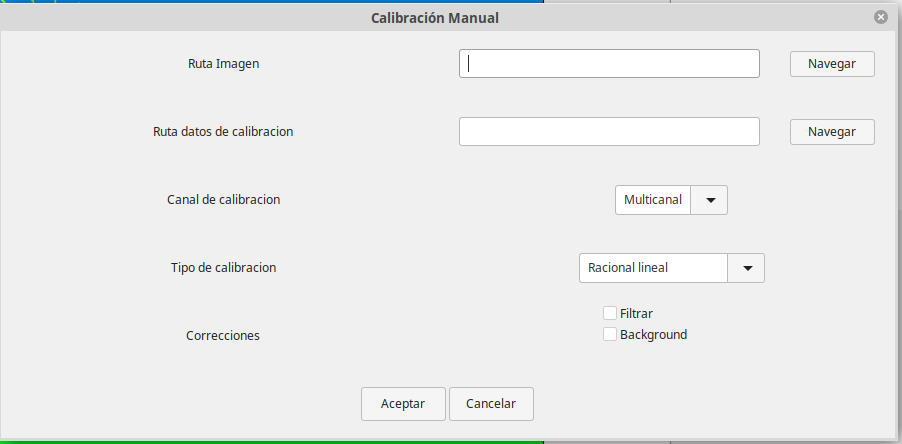 Calibración Manual
Ruta Imagen
Navegar
Ruta datos de calibracion
Navegar
Canal de calibracion
Multicanal
Tipo de calibracion
Racional lineal
Correcciones
Filtrar
Background
Aceptar
Cancelar